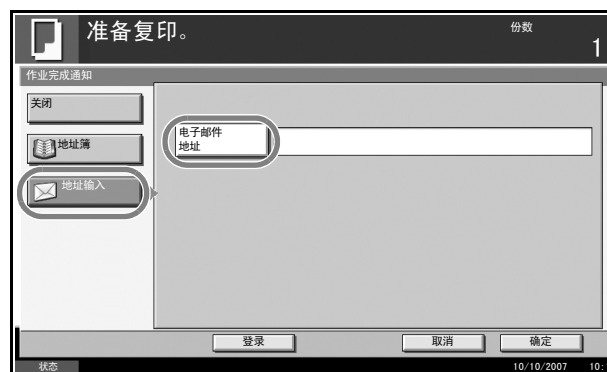 准备复印。
份数
1
作业完成通知
关闭
地址簿
地址输入
电子邮件
地址
登录
取消
确定
状态
10/10/2007 10: